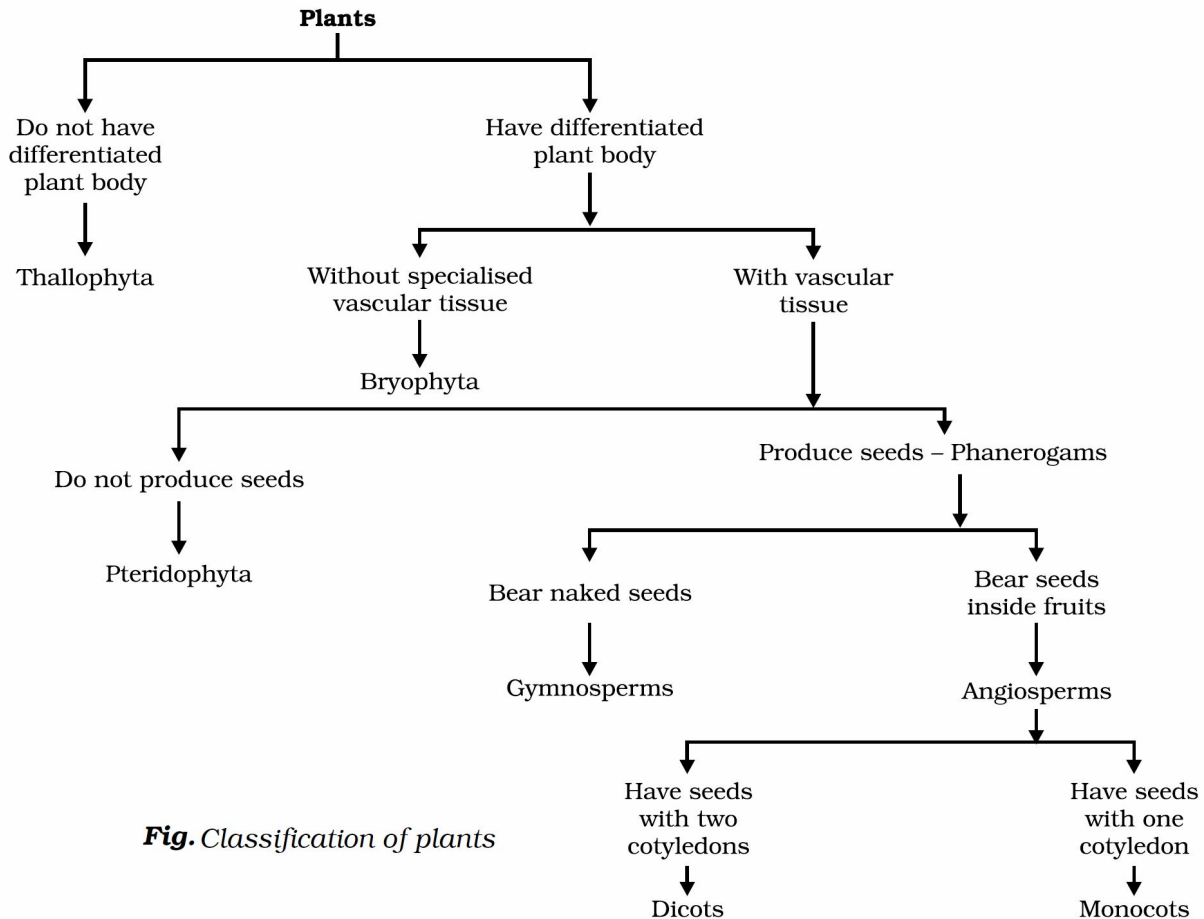 Plants
Do not have
differentiated
plant body
Have differentiated
plant body
Thallophyta
Without specialised
vascular tissue
With vascular
tissue
Bryophyta
Do not produce seeds
Produce seeds – Phanerogams
Pteridophyta
Bear naked seeds
Bear seeds
inside fruits
Gymnosperms
Angiosperms
Have seeds
with two
cotyledons
Have seeds
with one
cotyledon
Dicots
Monocots
Fig. Classification of plants